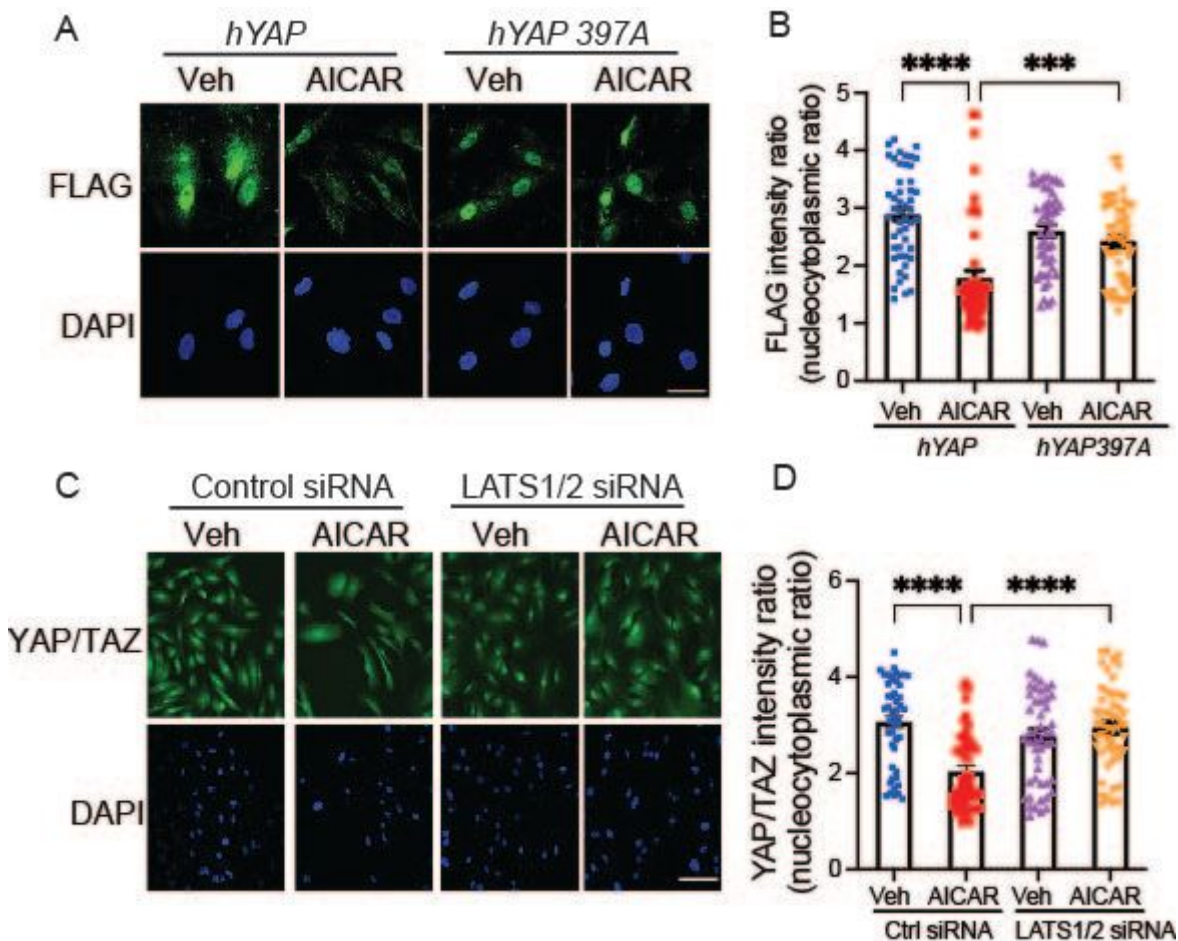 A
hYAP
hYAP 397A
Veh
AICAR
Veh
AICAR
FLAG
DAPI
B
****
***
FLAG intensity ratio
(nucleocytoplasmic ratio)
5
4
3
2
1
0
Veh
AICAR
Veh
AICAR
hYAP
hYAP397A
C
Control siRNA
LATS1/2 siRNA
Veh
AICAR
Veh
AICAR
YAP/TAZ
DAPI
D
****
****
YAP/TAZ intensity ratio
(nucleocytoplasmic ratio)
6
4
2
0
Veh
AICAR
Veh
AICAR
Ctrl siRNA
LATS1/2 siRNA